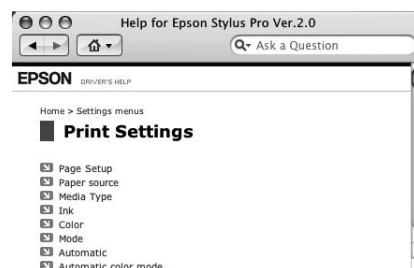 Help for Epson Stylus Pro Ver.2.0
Ask a Question
EPSON DRIVER'S HELP
Home > Settings menus
Print Settings
Page Setup
Paper source
Media Type
Ink
Color
Mode
Automatic
Automatic color mode